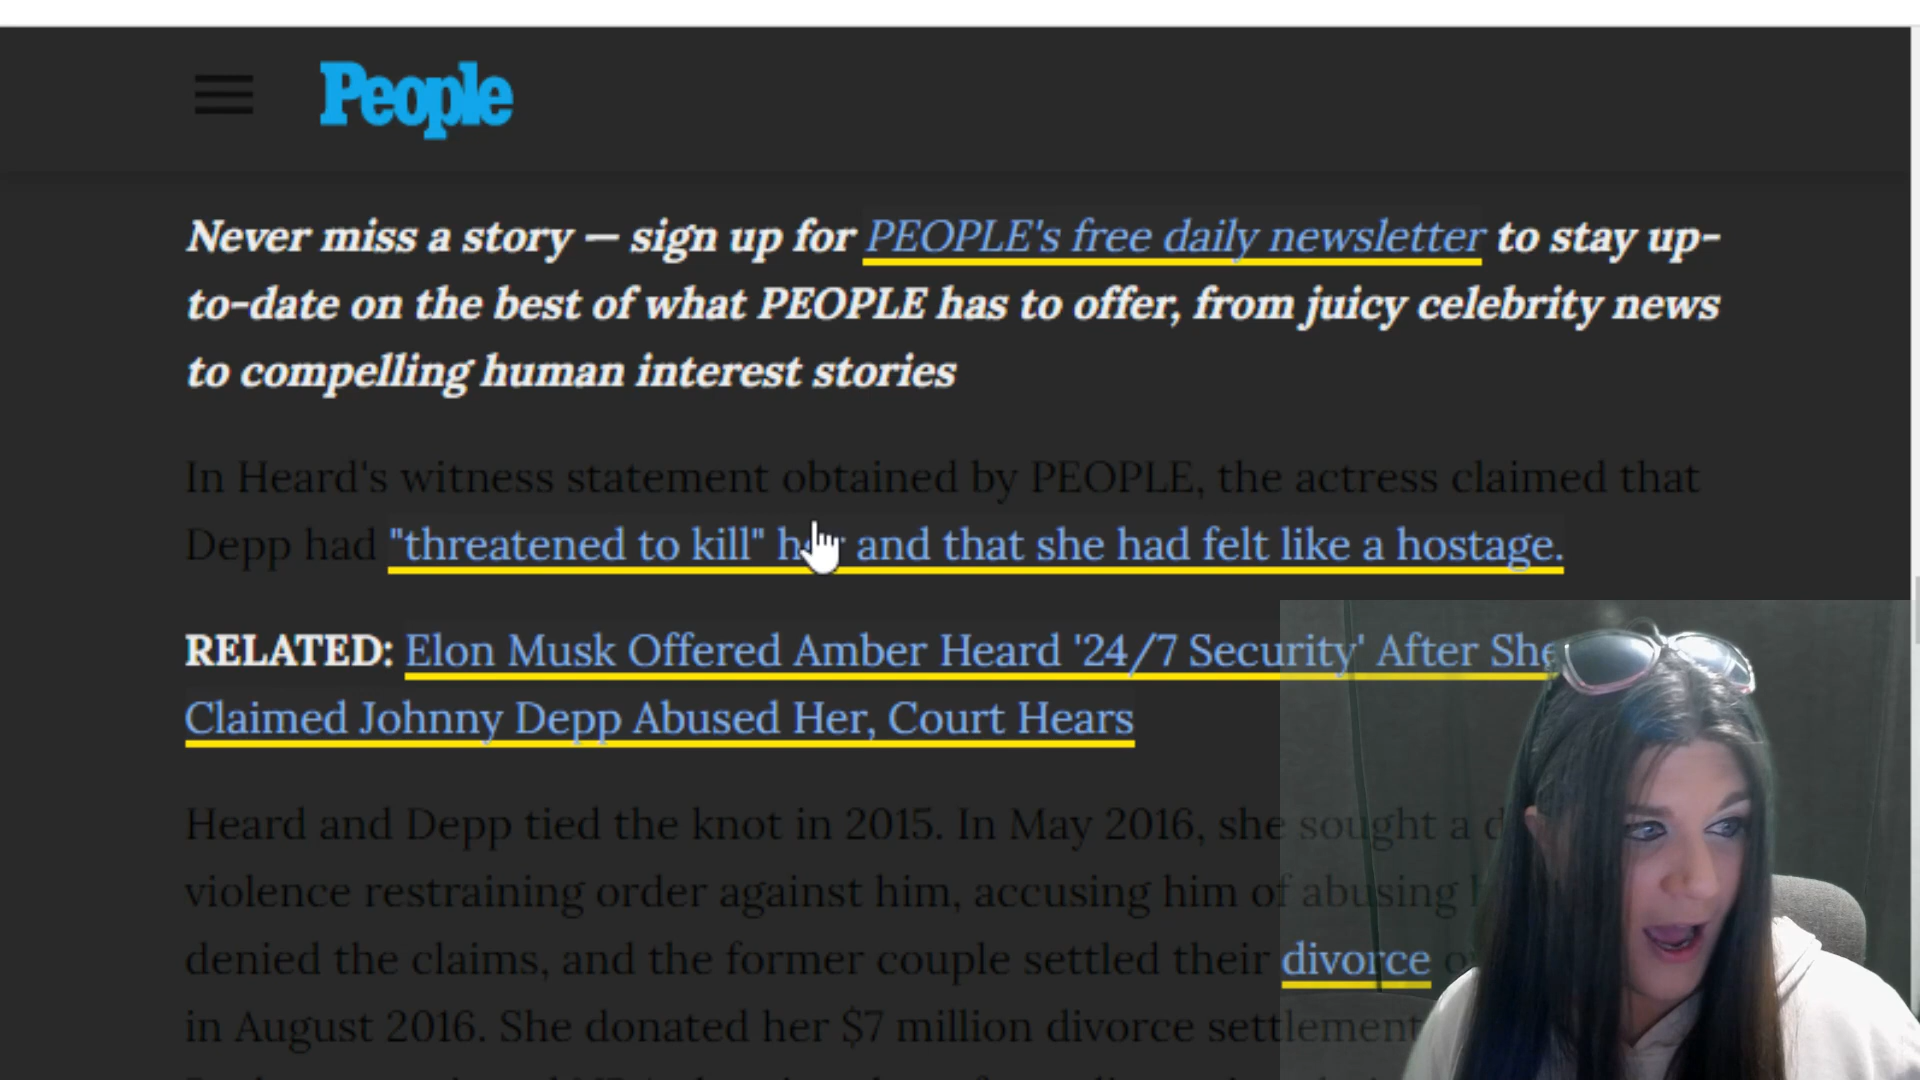 People
Never miss a story — sign up for PEOPLE's free daily newsletter to stay up-
to-date on the best of what PEOPLE has to offer, from juicy celebrity news
to compelling human interest stories
In Heard's witness statement obtained by PEOPLE, the actress claimed that
Depp had "threatened to kill" her and that she had felt like a hostage.
RELATED: Elon Musk Offered Amber Heard '24/7 Security' After She
Claimed Johnny Depp Abused Her, Court Hears
Heard and Depp tied the knot in 2015. In May 2016, she sought a
violence restraining order against him, accusing him of abusing
denied the claims, and the former couple settled their divorce
in August 2016. She donated her $7 million divorce settlement